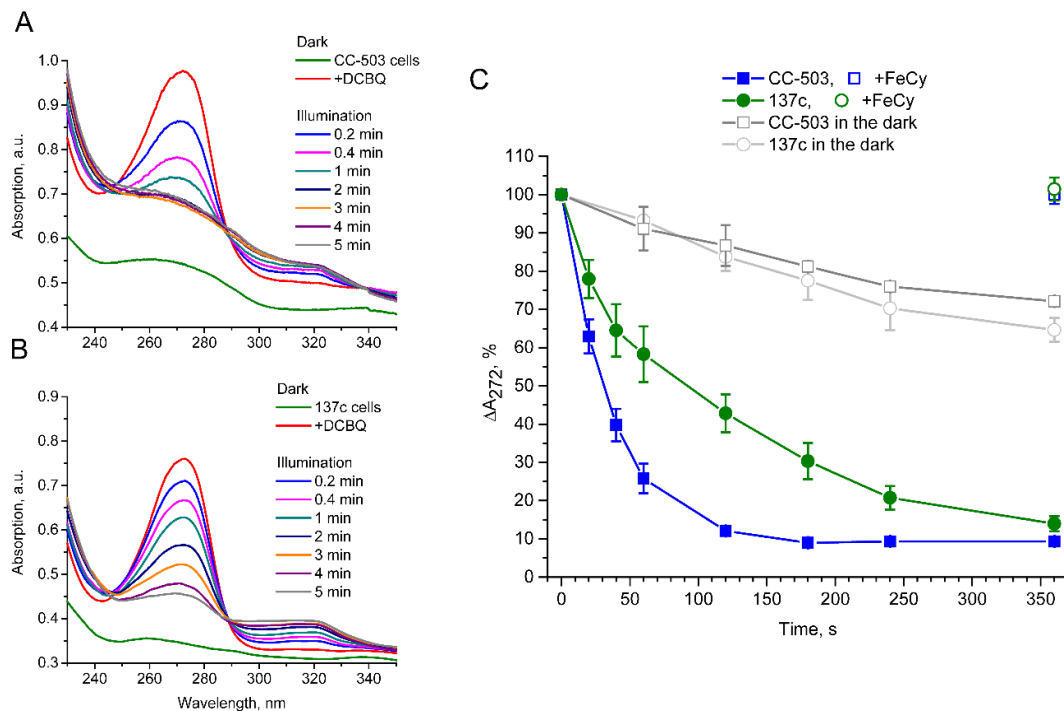 A
Dark
CC-503 cells
+DCBQ
Illumination
0.2 min
0.4 min
1 min
2 min
3 min
4 min
5 min
Absorption, a.u.
1.0
0.9
0.8
0.7
0.6
0.5
0.4
240 260 280 300 320 340
B
Dark
137c cells
+DCBQ
Illumination
0.2 min
0.4 min
1 min
2 min
3 min
4 min
5 min
Absorption, a.u.
0.9
0.8
0.7
0.6
0.5
0.4
0.3
240 260 280 300 320 340
Wavelength, nm
C
CC-503, +FeCy
137c, +FeCy
CC-503 in the dark
137c in the dark
ΔA272, %
110
100
90
80
70
60
50
40
30
20
10
0
0 50 100 150 200 250 300 350
Time, s